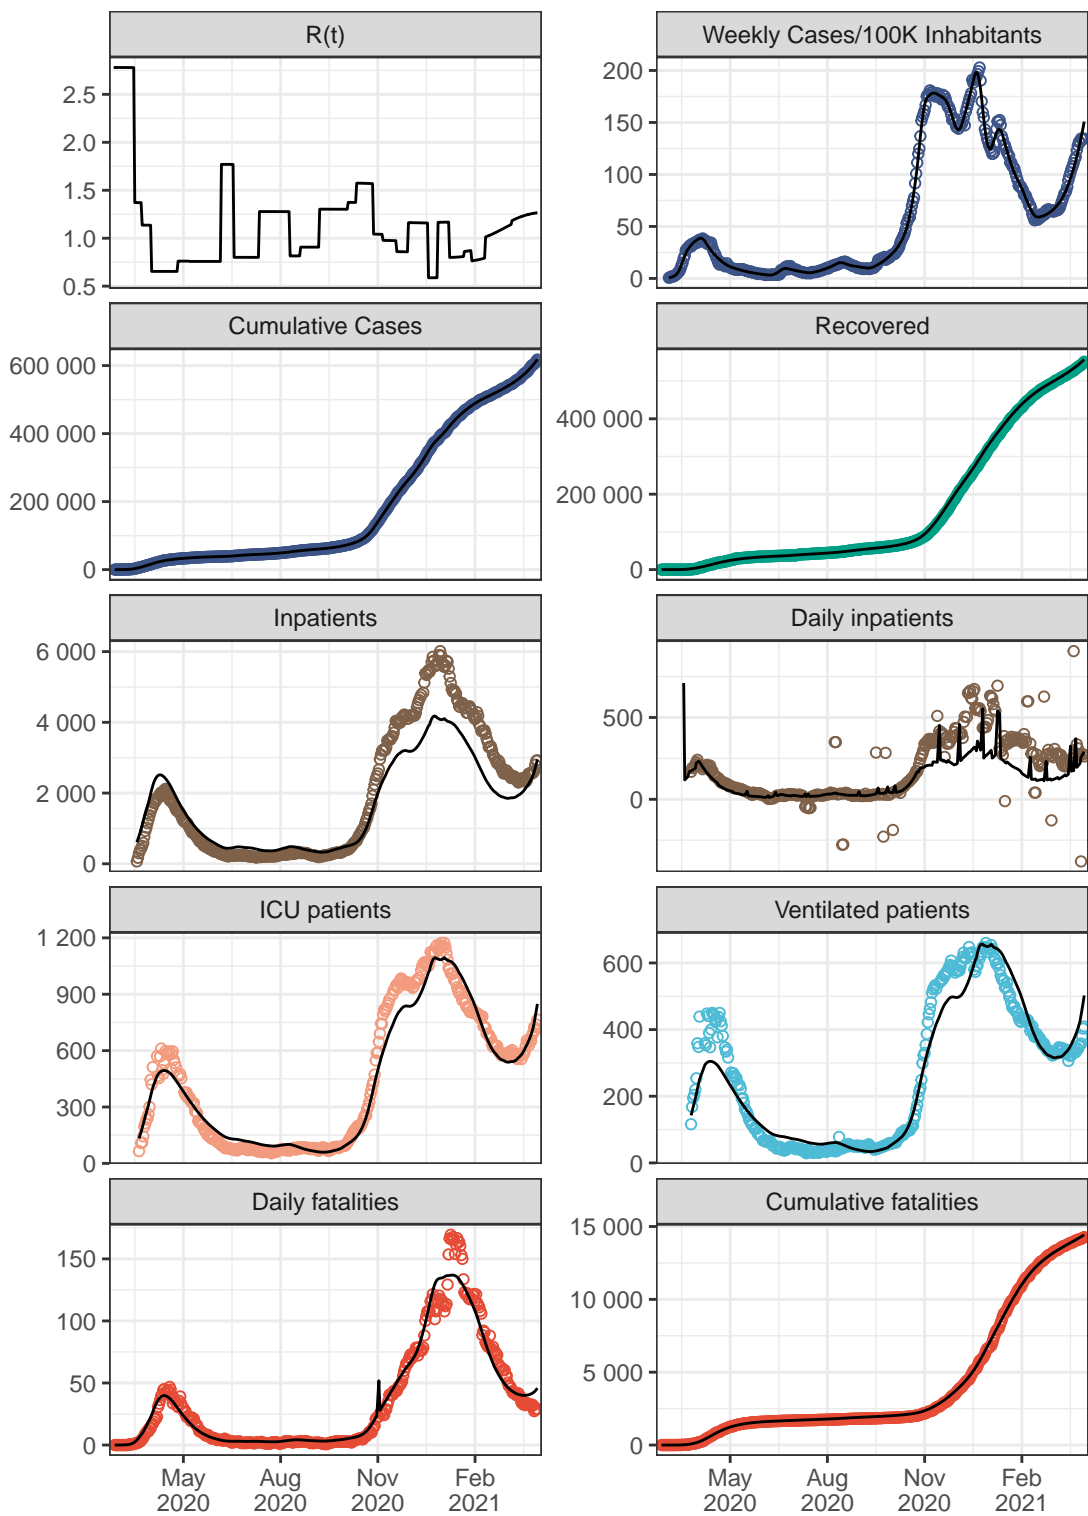 R(t)
Weekly Cases/100K Inhabitants
2.5
2.0
1.5
1.0
0.5
200
150
100
50
0
Cumulative Cases
Recovered
600 000
400 000
200 000
0
400 000
200 000
0
Inpatients
Daily inpatients
6 000
4 000
2 000
0
500
0
ICU patients
Ventilated patients
1 200
900
600
300
0
600
400
200
0
Daily fatalities
Cumulative fatalities
150
100
50
0
15 000
10 000
5 000
0
May Aug Nov Feb
2020 2020 2020 2021
May Aug Nov Feb
2020 2020 2020 2021